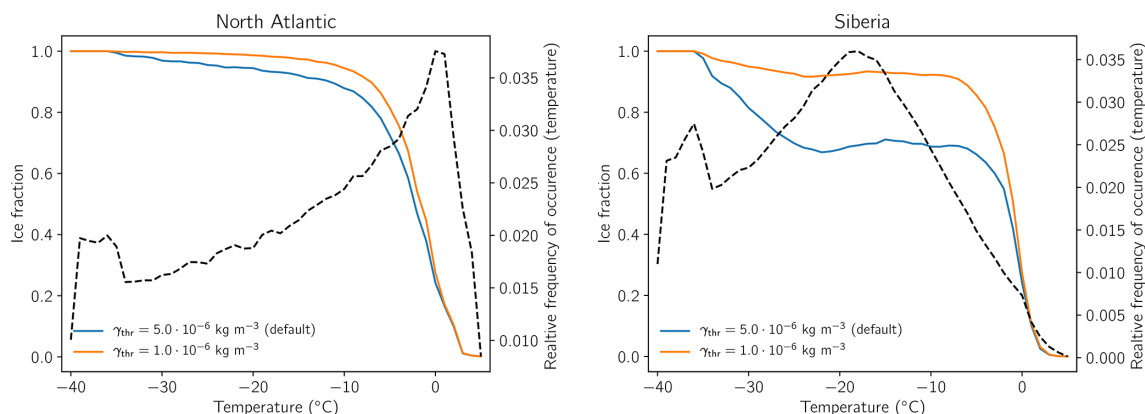 North Atlantic
1.0
0.8
0.6
0.4
0.2
0.0
Ice fraction
0.035
0.030
0.025
0.020
0.015
0.010
Realtive frequency of occurence (temperature)
γthr = 5.0 · 10⁻⁶ kg m⁻³ (default)
γthr = 1.0 · 10⁻⁶ kg m⁻³
−40 −30 −20 −10 0
Temperature (°C)
Siberia
1.0
0.8
0.6
0.4
0.2
0.0
Ice fraction
0.035
0.030
0.025
0.020
0.015
0.010
0.005
0.000
Realtive frequency of occurence (temperature)
γthr = 5.0 · 10⁻⁶ kg m⁻³ (default)
γthr = 1.0 · 10⁻⁶ kg m⁻³
−40 −30 −20 −10 0
Temperature (°C)